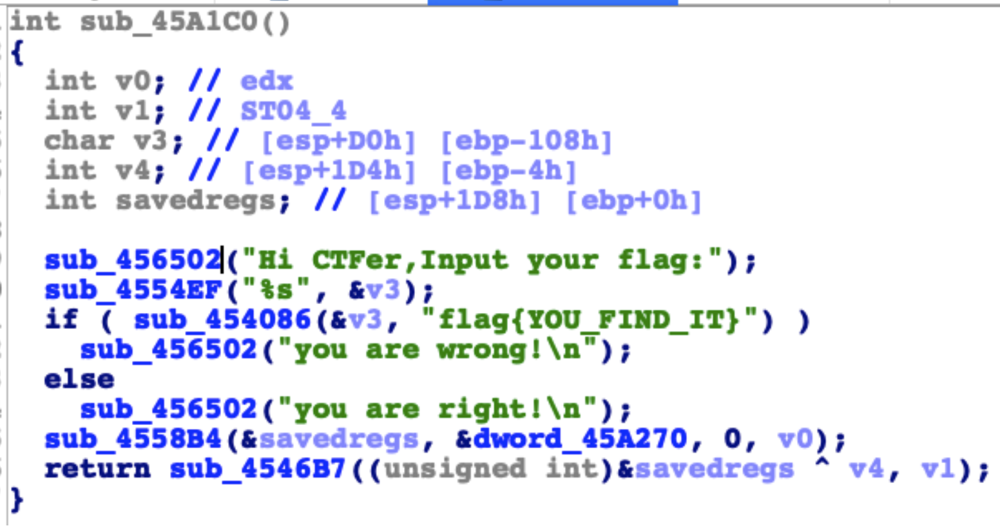 int sub_45A1C0()
{
  int v0; // edx
  int v1; // ST04_4
  char v3; // [esp+D0h] [ebp-108h]
  int v4; // [esp+1D4h] [ebp-4h]
  int savedregs; // [esp+1D8h] [ebp+0h]

  sub_456502("Hi CTFer,Input your flag:");
  sub_4554EF("%s", &v3);
  if ( sub_454086(&v3, "flag{YOU_FIND_IT}") )
    sub_456502("you are wrong!\n");
  else
    sub_456502("you are right!\n");
  sub_4558B4(&savedregs, &dword_45A270, 0, v0);
  return sub_4546B7((unsigned int)&savedregs ^ v4, v1);
}